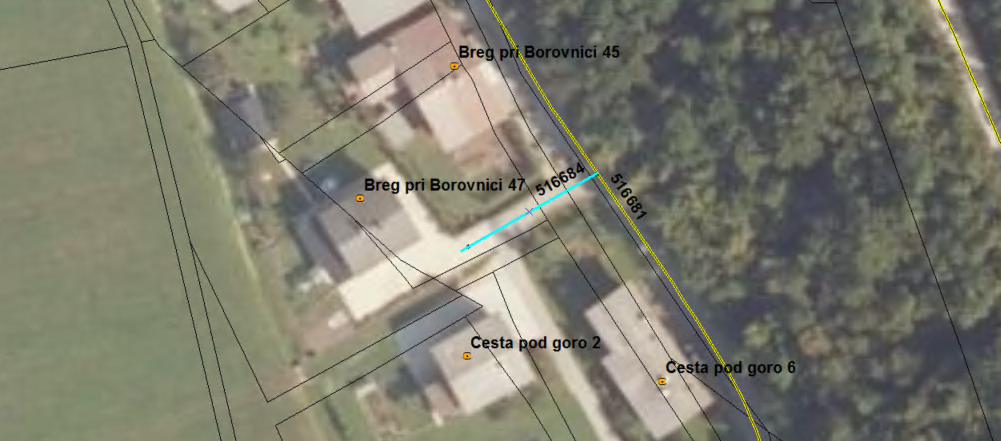 Breg pri Borovnici 45
Breg pri Borovnici 47
516684
516681
Cesta pod goro 2
Cesta pod goro 6